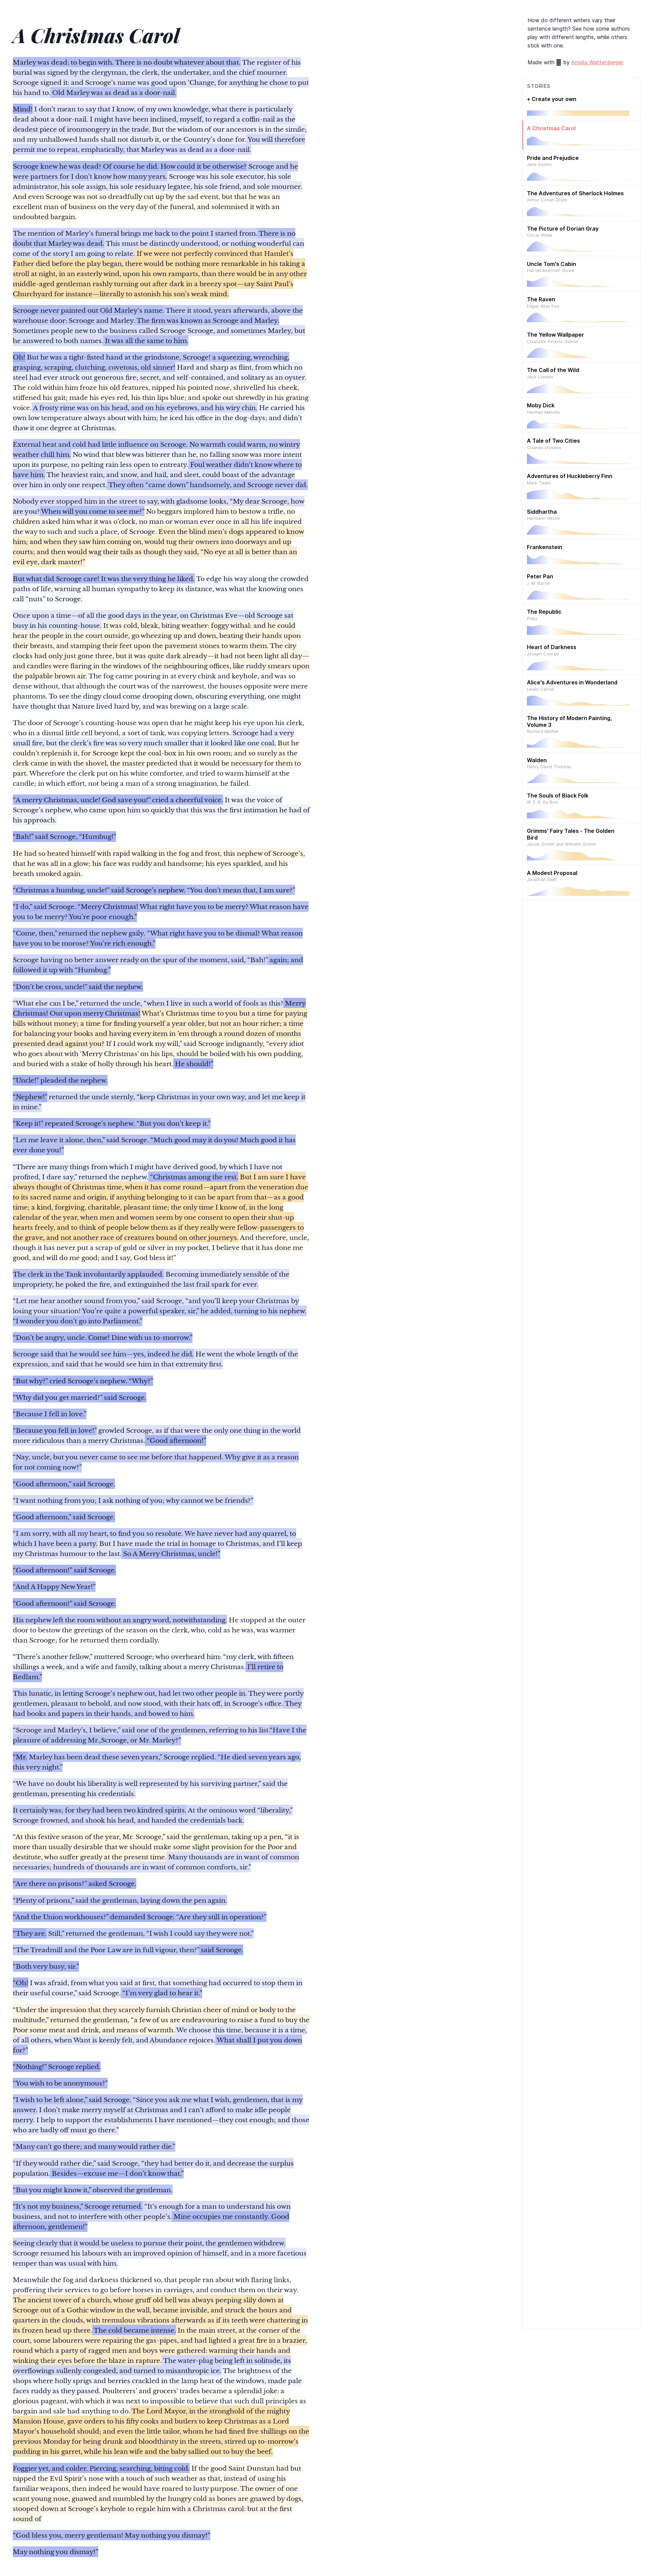 A Christmas Carol
Marley was dead: to begin with. There is no doubt whatever about that. The register of his
burial was signed by the clergyman, the clerk, the undertaker, and the chief mourner.
Scrooge signed it: and Scrooge's name was good upon 'Change, for anything he chose to put
his hand to. Old Marley was as dead as a door-nail.
Mind! I don't mean to say that I know, of my own knowledge, what there is particularly
dead about a door-nail. I might have been inclined, myself, to regard a coffin-nail as the
deadest piece of ironmongery in the trade. But the wisdom of our ancestors is in the simile;
and my unhallowed hands shall not disturb it, or the Country's done for. You will therefore
permit me to repeat, emphatically, that Marley was as dead as a door-nail.
Scrooge knew he was dead? Of course he did. How could it be otherwise? Scrooge and he
were partners for I don't know how many years. Scrooge was his sole executor, his sole
administrator, his sole assign, his sole residuary legatee, his sole friend, and sole mourner.
And even Scrooge was not so dreadfully cut up by the sad event, but that he was an
excellent man of business on the very day of the funeral, and solemnised it with an
undoubted bargain.
The mention of Marley's funeral brings me back to the point I started from. There is no
doubt that Marley was dead. This must be distinctly understood, or nothing wonderful can
come of the story I am going to relate. If we were not perfectly convinced that Hamlet's
Father died before the play began, there would be nothing more remarkable in his taking a
stroll at night, in an easterly wind, upon his own ramparts, than there would be in any other
middle-aged gentleman rashly turning out after dark in a breezy spot—say Saint Paul's
Churchyard for instance—literally to astonish his son's weak mind.
Scrooge never painted out Old Marley's name. There it stood, years afterwards, above the
warehouse door: Scrooge and Marley. The firm was known as Scrooge and Marley.
Sometimes people new to the business called Scrooge Scrooge, and sometimes Marley, but
he answered to both names. It was all the same to him.
Oh! But he was a tight-fisted hand at the grindstone, Scrooge! a squeezing, wrenching,
grasping, scraping, clutching, covetous, old sinner! Hard and sharp as flint, from which no
steel had ever struck out generous fire; secret, and self-contained, and solitary as an oyster.
The cold within him froze his old features, nipped his pointed nose, shrivelled his cheek,
stiffened his gait; made his eyes red, his thin lips blue; and spoke out shrewdly in his grating
voice. A frosty rime was on his head, and on his eyebrows, and his wiry chin. He carried his
own low temperature always about with him; he iced his office in the dog-days; and didn't
thaw it one degree at Christmas.
External heat and cold had little influence on Scrooge. No warmth could warm, no wintry
weather chill him. No wind that blew was bitterer than he, no falling snow was more intent
upon its purpose, no pelting rain less open to entreaty. Foul weather didn't know where to
have him. The heaviest rain, and snow, and hail, and sleet, could boast of the advantage
over him in only one respect. They often "came down" handsomely, and Scrooge never did.
Nobody ever stopped him in the street to say, with gladsome looks, "My dear Scrooge, how
are you? When will you come to see me?" No beggars implored him to bestow a trifle, no
children asked him what it was o'clock, no man or woman ever once in all his life inquired
the way to such and such a place, of Scrooge. Even the blind men's dogs appeared to know
him; and when they saw him coming on, would tug their owners into doorways and up
courts; and then would wag their tails as though they said, "No eye at all is better than an
evil eye, dark master!"
But what did Scrooge care! It was the very thing he liked. To edge his way along the crowded
paths of life, warning all human sympathy to keep its distance, was what the knowing ones
call "nuts" to Scrooge.
Once upon a time—of all the good days in the year, on Christmas Eve—old Scrooge sat
busy in his counting-house. It was cold, bleak, biting weather: foggy withal: and he could
hear the people in the court outside, go wheezing up and down, beating their hands upon
their breasts, and stamping their feet upon the pavement stones to warm them. The city
clocks had only just gone three, but it was quite dark already—it had not been light all day—
and candles were flaring in the windows of the neighbouring offices, like ruddy smears upon
the palpable brown air. The fog came pouring in at every chink and keyhole, and was so
dense without, that although the court was of the narrowest, the houses opposite were mere
phantoms. To see the dingy cloud come drooping down, obscuring everything, one might
have thought that Nature lived hard by, and was brewing on a large scale.
The door of Scrooge's counting-house was open that he might keep his eye upon his clerk,
who in a dismal little cell beyond, a sort of tank, was copying letters. Scrooge had a very
small fire, but the clerk's fire was so very much smaller that it looked like one coal. But he
couldn't replenish it, for Scrooge kept the coal-box in his own room; and so surely as the
clerk came in with the shovel, the master predicted that it would be necessary for them to
part. Wherefore the clerk put on his white comforter, and tried to warm himself at the
candle; in which effort, not being a man of a strong imagination, he failed.
"A merry Christmas, uncle! God save you!" cried a cheerful voice. It was the voice of
Scrooge's nephew, who came upon him so quickly that this was the first intimation he had of
his approach.
"Bah!" said Scrooge, "Humbug!"
He had so heated himself with rapid walking in the fog and frost, this nephew of Scrooge's,
that he was all in a glow; his face was ruddy and handsome; his eyes sparkled, and his
breath smoked again.
"Christmas a humbug, uncle!" said Scrooge's nephew. "You don't mean that, I am sure?"
"I do," said Scrooge. "Merry Christmas! What right have you to be merry? What reason have
you to be merry? You're poor enough."
"Come, then," returned the nephew gaily. "What right have you to be dismal? What reason
have you to be morose? You're rich enough."
Scrooge having no better answer ready on the spur of the moment, said, "Bah!" again; and
followed it up with "Humbug."
"Don't be cross, uncle!" said the nephew.
"What else can I be," returned the uncle, "when I live in such a world of fools as this? Merry
Christmas! Out upon merry Christmas! What's Christmas time to you but a time for paying
bills without money; a time for finding yourself a year older, but not an hour richer; a time
for balancing your books and having every item in 'em through a round dozen of months
presented dead against you? If I could work my will," said Scrooge indignantly, "every idiot
who goes about with 'Merry Christmas' on his lips, should be boiled with his own pudding,
and buried with a stake of holly through his heart. He should!"
"Uncle!" pleaded the nephew.
"Nephew!" returned the uncle sternly, "keep Christmas in your own way, and let me keep it
in mine."
"Keep it!" repeated Scrooge's nephew. "But you don't keep it."
"Let me leave it alone, then," said Scrooge. "Much good may it do you! Much good it has
ever done you!"
"There are many things from which I might have derived good, by which I have not
profited, I dare say," returned the nephew. "Christmas among the rest. But I am sure I have
always thought of Christmas time, when it has come round—apart from the veneration due
to its sacred name and origin, if anything belonging to it can be apart from that—as a good
time; a kind, forgiving, charitable, pleasant time; the only time I know of, in the long
calendar of the year, when men and women seem by one consent to open their shut-up
hearts freely, and to think of people below them as if they really were fellow-passengers to
the grave, and not another race of creatures bound on other journeys. And therefore, uncle,
though it has never put a scrap of gold or silver in my pocket, I believe that it has done me
good, and will do me good; and I say, God bless it!"
The clerk in the Tank involuntarily applauded. Becoming immediately sensible of the
impropriety, he poked the fire, and extinguished the last frail spark for ever.
"Let me hear another sound from you," said Scrooge, "and you'll keep your Christmas by
losing your situation! You're quite a powerful speaker, sir," he added, turning to his nephew.
"I wonder you don't go into Parliament."
"Don't be angry, uncle. Come! Dine with us to-morrow."
Scrooge said that he would see him—yes, indeed he did. He went the whole length of the
expression, and said that he would see him in that extremity first.
"But why?" cried Scrooge's nephew. "Why?"
"Why did you get married?" said Scrooge.
"Because I fell in love."
"Because you fell in love!" growled Scrooge, as if that were the only one thing in the world
more ridiculous than a merry Christmas. "Good afternoon!"
"Nay, uncle, but you never came to see me before that happened. Why give it as a reason
for not coming now?"
"Good afternoon," said Scrooge.
"I want nothing from you; I ask nothing of you; why cannot we be friends?"
"Good afternoon," said Scrooge.
"I am sorry, with all my heart, to find you so resolute. We have never had any quarrel, to
which I have been a party. But I have made the trial in homage to Christmas, and I'll keep
my Christmas humour to the last. So A Merry Christmas, uncle!"
"Good afternoon!" said Scrooge.
"And A Happy New Year!"
"Good afternoon!" said Scrooge.
His nephew left the room without an angry word, notwithstanding. He stopped at the outer
door to bestow the greetings of the season on the clerk, who, cold as he was, was warmer
than Scrooge; for he returned them cordially.
"There's another fellow," muttered Scrooge; who overheard him: "my clerk, with fifteen
shillings a week, and a wife and family, talking about a merry Christmas. I'll retire to
Bedlam."
This lunatic, in letting Scrooge's nephew out, had let two other people in. They were portly
gentlemen, pleasant to behold, and now stood, with their hats off, in Scrooge's office. They
had books and papers in their hands, and bowed to him.
"Scrooge and Marley's, I believe," said one of the gentlemen, referring to his list."Have I the
pleasure of addressing Mr.,Scrooge, or Mr. Marley?"
"Mr. Marley has been dead these seven years," Scrooge replied. "He died seven years ago,
this very night."
"We have no doubt his liberality is well represented by his surviving partner," said the
gentleman, presenting his credentials.
It certainly was; for they had been two kindred spirits. At the ominous word "liberality,"
Scrooge frowned, and shook his head, and handed the credentials back.
"At this festive season of the year, Mr. Scrooge," said the gentleman, taking up a pen, "it is
more than usually desirable that we should make some slight provision for the Poor and
destitute, who suffer greatly at the present time. Many thousands are in want of common
necessaries; hundreds of thousands are in want of common comforts, sir."
"Are there no prisons?" asked Scrooge.
"Plenty of prisons," said the gentleman, laying down the pen again.
"And the Union workhouses?" demanded Scrooge. "Are they still in operation?"
"They are. Still," returned the gentleman, "I wish I could say they were not."
"The Treadmill and the Poor Law are in full vigour, then?" said Scrooge.
"Both very busy, sir."
"Oh! I was afraid, from what you said at first, that something had occurred to stop them in
their useful course," said Scrooge. "I'm very glad to hear it."
"Under the impression that they scarcely furnish Christian cheer of mind or body to the
multitude," returned the gentleman, "a few of us are endeavouring to raise a fund to buy the
Poor some meat and drink, and means of warmth. We choose this time, because it is a time,
of all others, when Want is keenly felt, and Abundance rejoices. What shall I put you down
for?"
"Nothing!" Scrooge replied.
"You wish to be anonymous?"
"I wish to be left alone," said Scrooge. "Since you ask me what I wish, gentlemen, that is my
answer. I don't make merry myself at Christmas and I can't afford to make idle people
merry. I help to support the establishments I have mentioned—they cost enough; and those
who are badly off must go there."
"Many can't go there; and many would rather die."
"If they would rather die," said Scrooge, "they had better do it, and decrease the surplus
population. Besides—excuse me—I don't know that."
"But you might know it," observed the gentleman.
"It's not my business," Scrooge returned. "It's enough for a man to understand his own
business, and not to interfere with other people's. Mine occupies me constantly. Good
afternoon, gentlemen!"
Seeing clearly that it would be useless to pursue their point, the gentlemen withdrew.
Scrooge resumed his labours with an improved opinion of himself, and in a more facetious
temper than was usual with him.
Meanwhile the fog and darkness thickened so, that people ran about with flaring links,
proffering their services to go before horses in carriages, and conduct them on their way.
The ancient tower of a church, whose gruff old bell was always peeping slily down at
Scrooge out of a Gothic window in the wall, became invisible, and struck the hours and
quarters in the clouds, with tremulous vibrations afterwards as if its teeth were chattering in
its frozen head up there. The cold became intense. In the main street, at the corner of the
court, some labourers were repairing the gas-pipes, and had lighted a great fire in a brazier,
round which a party of ragged men and boys were gathered: warming their hands and
winking their eyes before the blaze in rapture. The water-plug being left in solitude, its
overflowings sullenly congealed, and turned to misanthropic ice. The brightness of the
shops where holly sprigs and berries crackled in the lamp heat of the windows, made pale
faces ruddy as they passed. Poulterers' and grocers' trades became a splendid joke: a
glorious pageant, with which it was next to impossible to believe that such dull principles as
bargain and sale had anything to do. The Lord Mayor, in the stronghold of the mighty
Mansion House, gave orders to his fifty cooks and butlers to keep Christmas as a Lord
Mayor's household should; and even the little tailor, whom he had fined five shillings on the
previous Monday for being drunk and bloodthirsty in the streets, stirred up to-morrow's
pudding in his garret, while his lean wife and the baby sallied out to buy the beef.
Foggier yet, and colder. Piercing, searching, biting cold. If the good Saint Dunstan had but
nipped the Evil Spirit's nose with a touch of such weather as that, instead of using his
familiar weapons, then indeed he would have roared to lusty purpose. The owner of one
scant young nose, gnawed and mumbled by the hungry cold as bones are gnawed by dogs,
stooped down at Scrooge's keyhole to regale him with a Christmas carol: but at the first
sound of
"God bless you, merry gentleman! May nothing you dismay!"
May nothing you dismay!"
How do different writers vary their
sentence length? See how some authors
play with different lengths, while others
stick with one.
Made with by Amelia Wattenberger
STORIES
+ Create your own
A Christmas Carol
Pride and Prejudice
Jane Austen
The Adventures of Sherlock Holmes
Arthur Conan Doyle
The Picture of Dorian Gray
Oscar Wilde
Uncle Tom's Cabin
Harriet Beecher Stowe
The Raven
Edgar Allan Poe
The Yellow Wallpaper
Charlotte Perkins Gilman
The Call of the Wild
Jack London
Moby Dick
Herman Melville
A Tale of Two Cities
Charles Dickens
Adventures of Huckleberry Finn
Mark Twain
Siddhartha
Hermann Hesse
Frankenstein
Peter Pan
J. M. Barrie
The Republic
Plato
Heart of Darkness
Joseph Conrad
Alice's Adventures in Wonderland
Lewis Carroll
The History of Modern Painting,
Volume 3
Richard Muther
Walden
Henry David Thoreau
The Souls of Black Folk
W. E. B. Du Bois
Grimms' Fairy Tales - The Golden
Bird
Jacob Grimm and Wilhelm Grimm
A Modest Proposal
Jonathan Swift